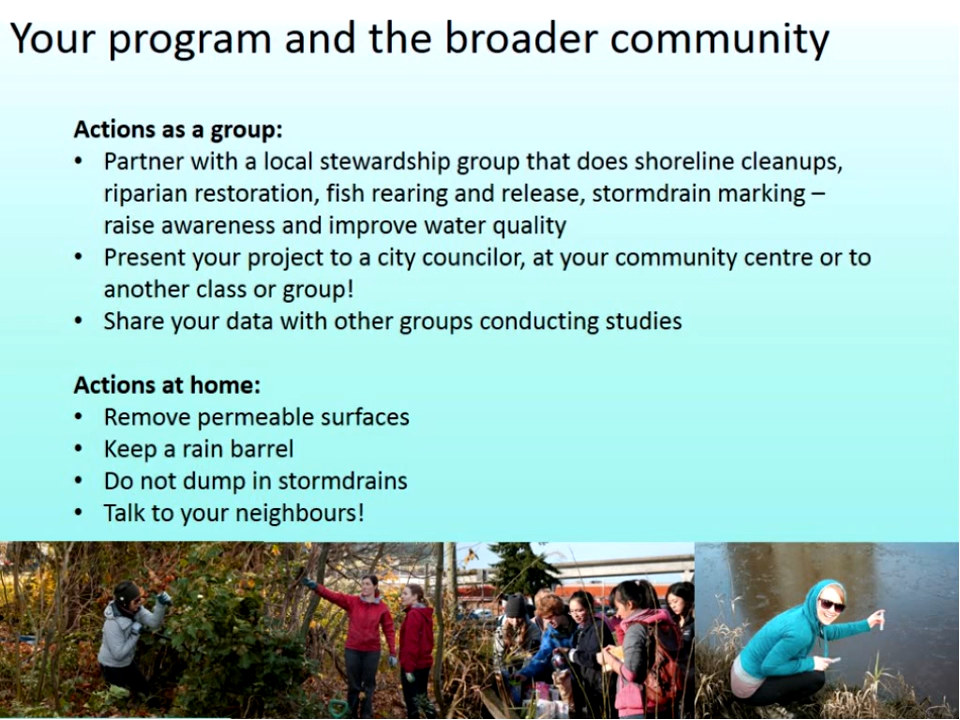 Your program and the broader community
Actions as a group:
• Partner with a local stewardship group that does shoreline cleanups,
riparian restoration, fish rearing and release, stormdrain marking –
raise awareness and improve water quality
• Present your project to a city councilor, at your community centre or to
another class or group!
• Share your data with other groups conducting studies
Actions at home:
• Remove permeable surfaces
• Keep a rain barrel
• Do not dump in stormdrains
• Talk to your neighbours!